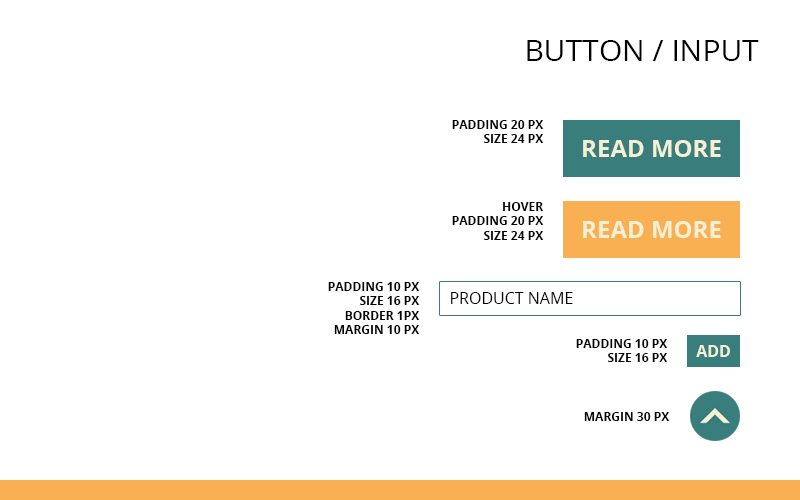 BUTTON / INPUT
PADDING 20 PX
SIZE 24 PX
READ MORE
HOVER
PADDING 20 PX
SIZE 24 PX
READ MORE
PADDING 10 PX
SIZE 16 PX
BORDER 1PX
MARGIN 10 PX
PRODUCT NAME
PADDING 10 PX
SIZE 16 PX
ADD
MARGIN 30 PX